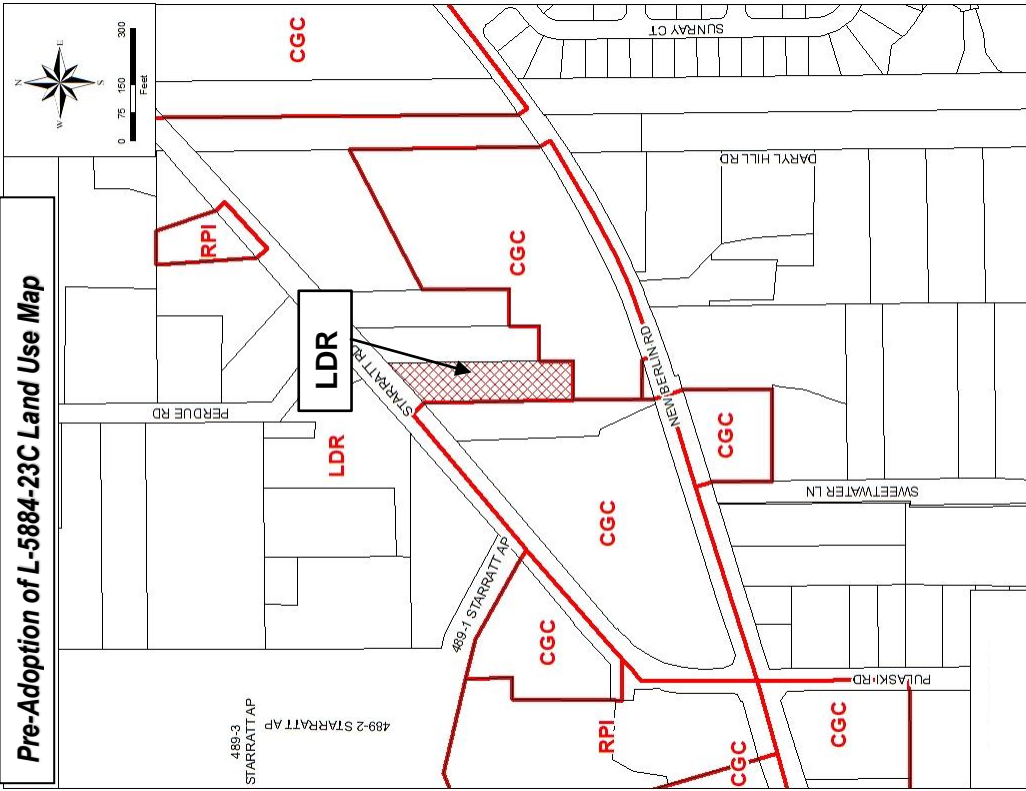 Pre-Adoption of L-5884-23C Land Use Map
N
E
S
W
0 75 150 300
Feet
CGC
SUNRAY CT
DARYL HILL RD
RPI
CGC
LDR
STARRATT RD
PERDUE RD
NEW BERLIN RD
LDR
CGC
SWEETWATER LN
CGC
489-1 STARRATT AP
CGC
489-3
STARRATT AP
489-2 STARRATT AP
RPI
PULASKI RD
CGC
CGC